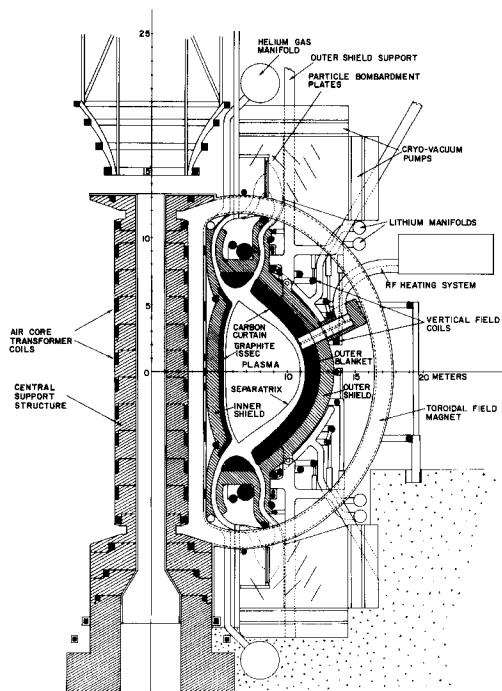 25
HELIUM GAS
MANIFOLD
OUTER SHIELD SUPPORT
PARTICLE BOMBARDMENT
PLATES
CRYO-VACUUM
PUMPS
15
LITHIUM MANIFOLDS
10
RF HEATING SYSTEM
5
AIR CORE
TRANSFORMER
COILS
VERTICAL FIELD
COILS
CARBON
CURTAIN
GRAPHITE
ISSEC
PLASMA
OUTER
BLANKET
0
10
15
20 METERS
CENTRAL
SUPPORT
STRUCTURE
SEPARATRIX
OUTER
SHIELD
INNER
SHIELD
TOROIDAL FIELD
MAGNET